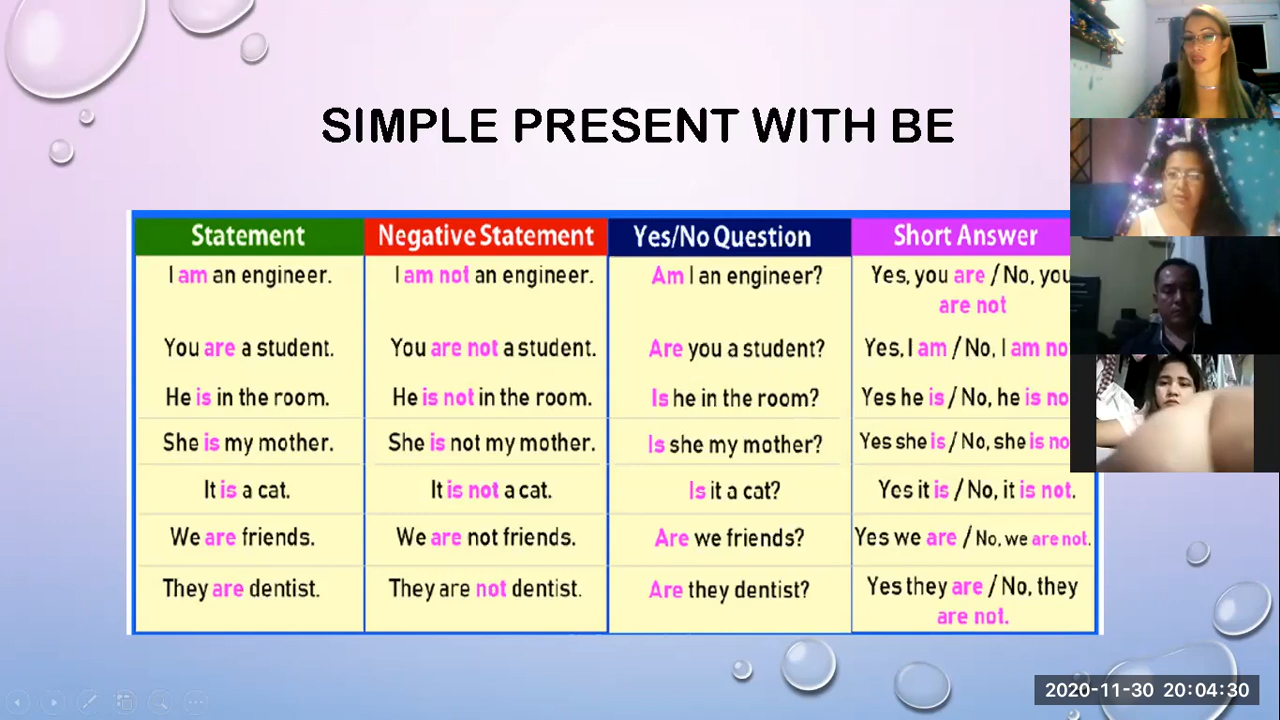 SIMPLE PRESENT WITH BE
Statement Negative Statement Yes/No Question Short Answer
I am an engineer. I am not an engineer. Am I an engineer? Yes, you are / No, you
are not
You are a student. You are not a student. Are you a student? Yes, I am / No, I am no
He is in the room. He is not in the room. Is he in the room? Yes he is / No, he is no
She is my mother. She is not my mother. Is she my mother? Yes she is / No, she is no
It is a cat. It is not a cat. Is it a cat? Yes it is / No, it is not.
We are friends. We are not friends. Are we friends? Yes we are / No, we are not.
They are dentist. They are not dentist. Are they dentist? Yes they are / No, they
are not.
2020-11-30 20:04:30